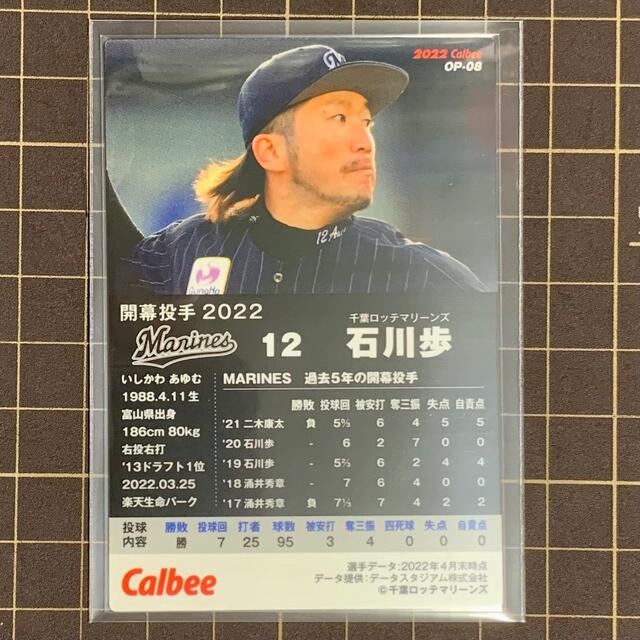 2022 Calbee
OP-08
12 Ayu
GungHo
開幕投手 2022
Marines 12 千葉ロッテマリーンズ
石川歩
いしかわ あゆむ
1988.4.11生
富山県出身
186cm 80kg
右投右打
'13ドラフト1位
2022.03.25
楽天生命パーク
MARINES 過去5年の開幕投手
勝敗 投球回 被安打 奪三振 失点 自責点
'21 二木康太 負 5⅔ 6 4 5 5
'20 石川歩 - 6 2 7 0 0
'19 石川歩 - 5⅔ 6 2 4 4
'18 涌井秀章 - 7 6 4 0 0
'17 涌井秀章 負 7⅓ 7 4 2 2
投球内容 勝敗 投球回 打者 球数 被安打 奪三振 四死球 失点 自責点
勝 7 25 95 3 4 0 0 0
Calbee
選手データ:2022年4月末時点
データ提供:データスタジアム株式会社
©千葉ロッテマリーンズ